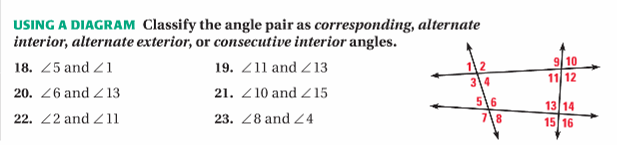 USING A DIAGRAM Classify the angle pair as corresponding, alternate
interior, alternate exterior, or consecutive interior angles.
18. ∠5 and ∠1
19. ∠11 and ∠13
20. ∠6 and ∠13
21. ∠10 and ∠15
22. ∠2 and ∠11
23. ∠8 and ∠4
1 2
3 4
5 6
7 8
9 10
11 12
13 14
15 16